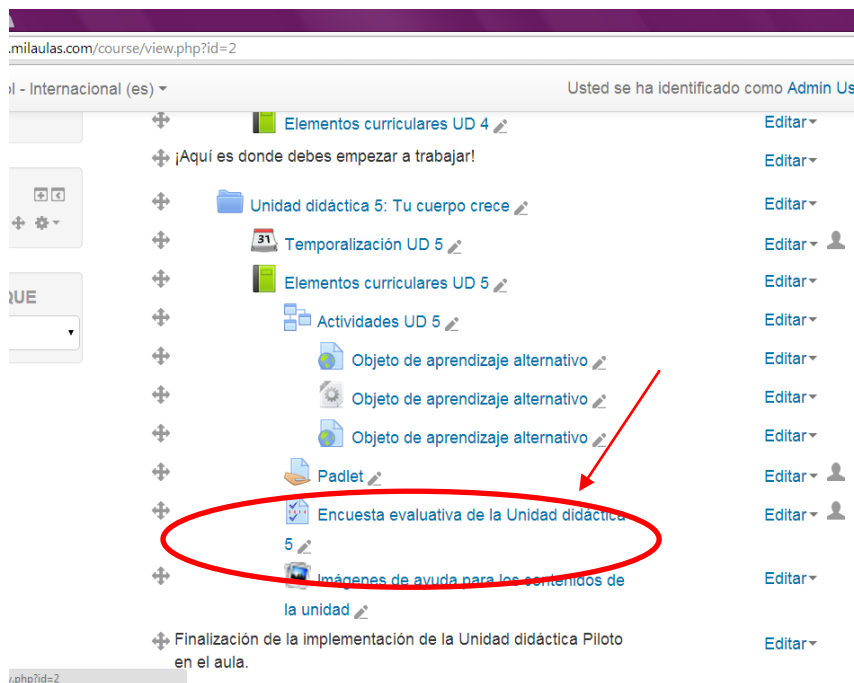 .milaulas.com/course/view.php?id=2
ol - Internacional (es)
Usted se ha identificado como Admin Us
Elementos curriculares UD 4 Editar
¡Aquí es donde debes empezar a trabajar! Editar
Unidad didáctica 5: Tu cuerpo crece Editar
31 Temporalización UD 5 Editar
Elementos curriculares UD 5 Editar
QUE
Actividades UD 5 Editar
Objeto de aprendizaje alternativo Editar
Objeto de aprendizaje alternativo Editar
Objeto de aprendizaje alternativo Editar
Padlet Editar
Encuesta evaluativa de la Unidad didáctica Editar
5
Imágenes de ayuda para los contenidos de Editar
la unidad
Finalización de la implementación de la Unidad didáctica Piloto Editar
en el aula.
v.php?id=2